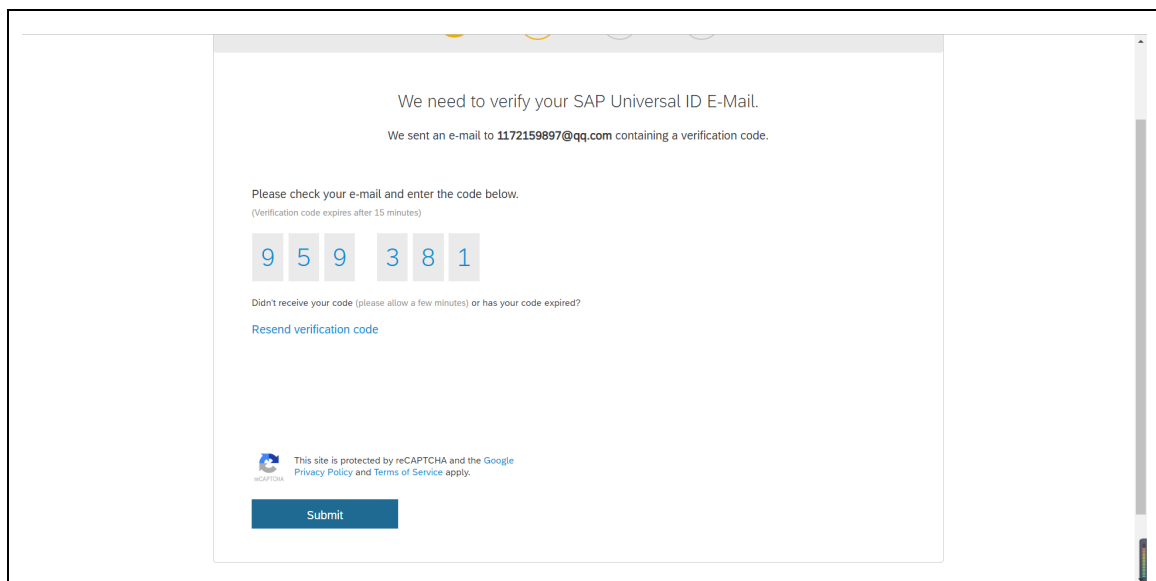 We need to verify your SAP Universal ID E-Mail.
We sent an e-mail to 1172159897@qq.com containing a verification code.
Please check your e-mail and enter the code below.
(Verification code expires after 15 minutes)
9 5 9 3 8 1
Didn't receive your code (please allow a few minutes) or has your code expired?
Resend verification code
This site is protected by reCAPTCHA and the Google
Privacy Policy and Terms of Service apply.
reCAPTCHA
Submit